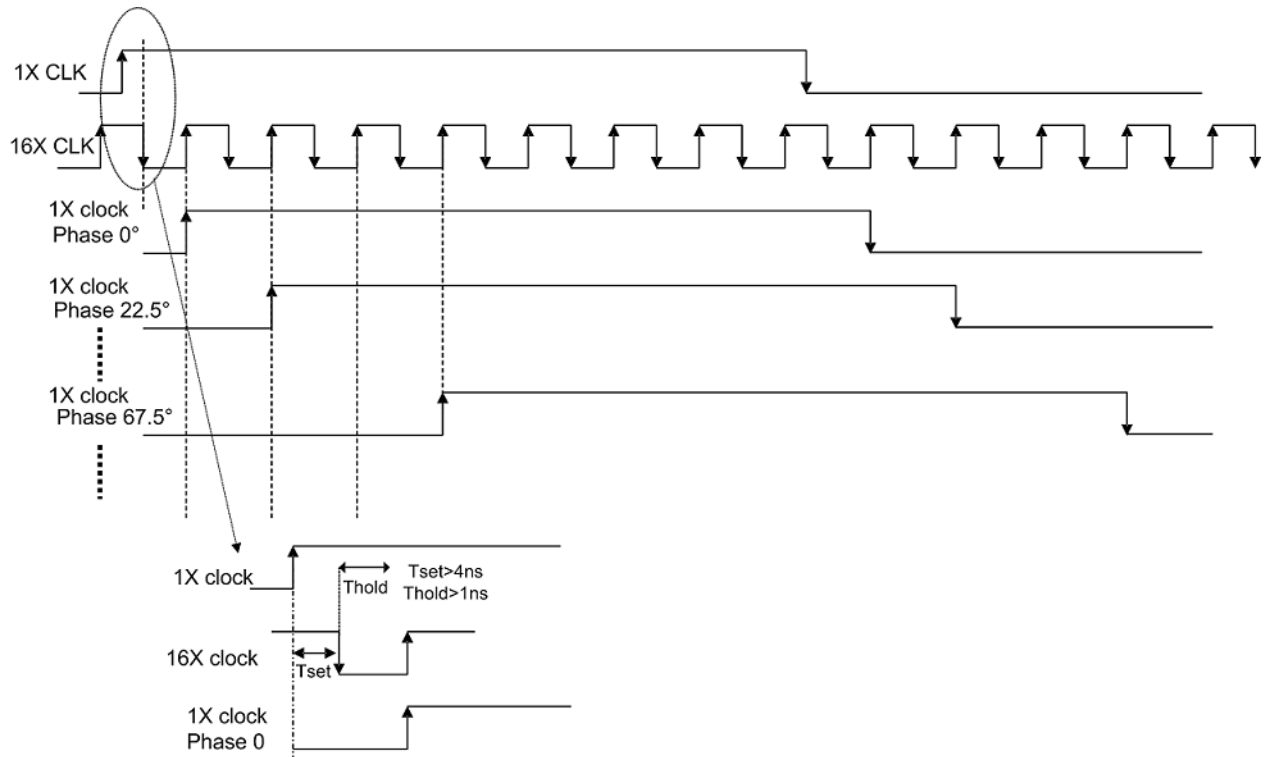 1X CLK
16X CLK
1X clock
Phase 0°
1X clock
Phase 22.5°
1X clock
Phase 67.5°
1X clock
Thold
Tset>4ns
Thold>1ns
16X clock
Tset
1X clock
Phase 0